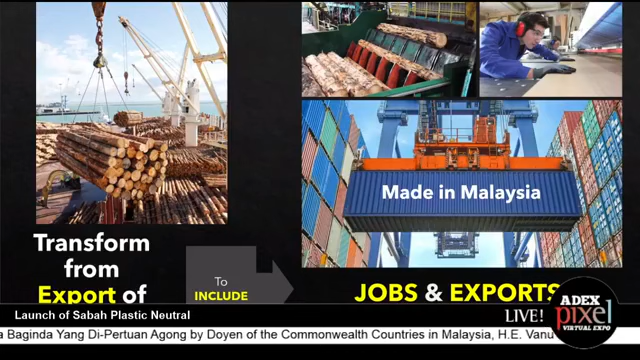 Made in Malaysia
Transform
from
Export of
To
INCLUDE
JOBS & EXPORTS
Launch of Sabah Plastic Neutral
LIVE!
ADEX
pixel
VIRTUAL EXPO
a Baginda Yang Di-Pertuan Agong by Doyen of the Commonwealth Countries in Malaysia, H.E. Vanu